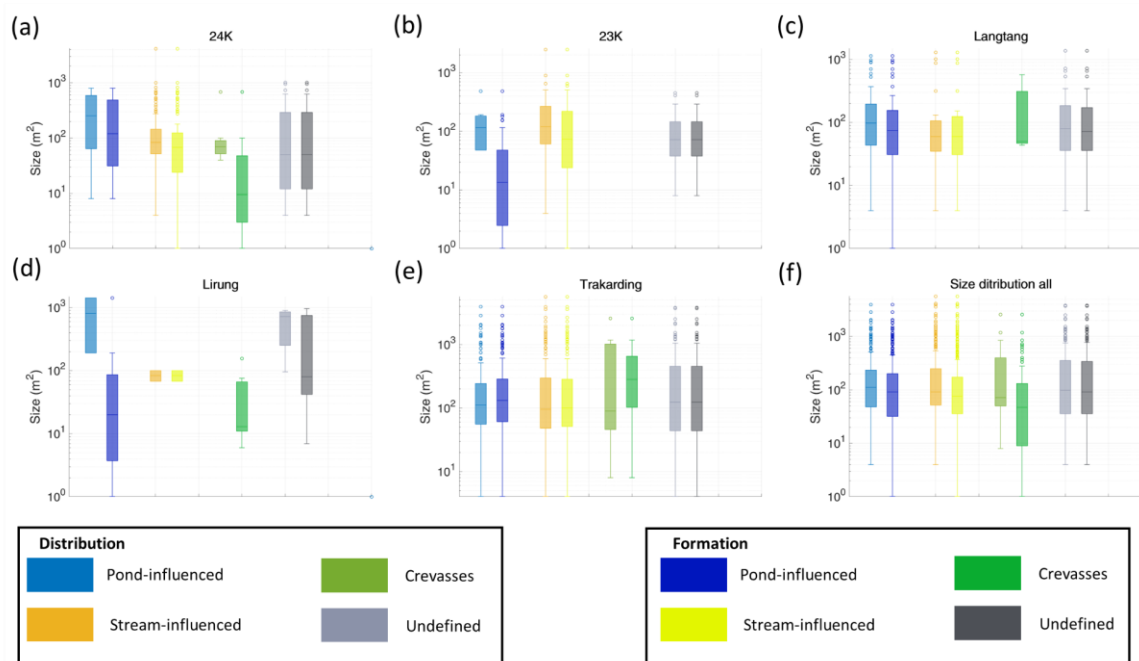 (a) 24K
(b) 23K
(c) Langtang
Size (m²)
10³
10²
10¹
10⁰
Size (m²)
10³
10²
10¹
10⁰
Size (m²)
10³
10²
10¹
10⁰
(d) Lirung
(e) Trakarding
(f) Size ditribution all
Size (m²)
10³
10²
10¹
10⁰
Size (m²)
10³
10²
10¹
Size (m²)
10³
10²
10¹
10⁰
Distribution
Pond-influenced
Crevasses
Stream-influenced
Undefined
Formation
Pond-influenced
Crevasses
Stream-influenced
Undefined